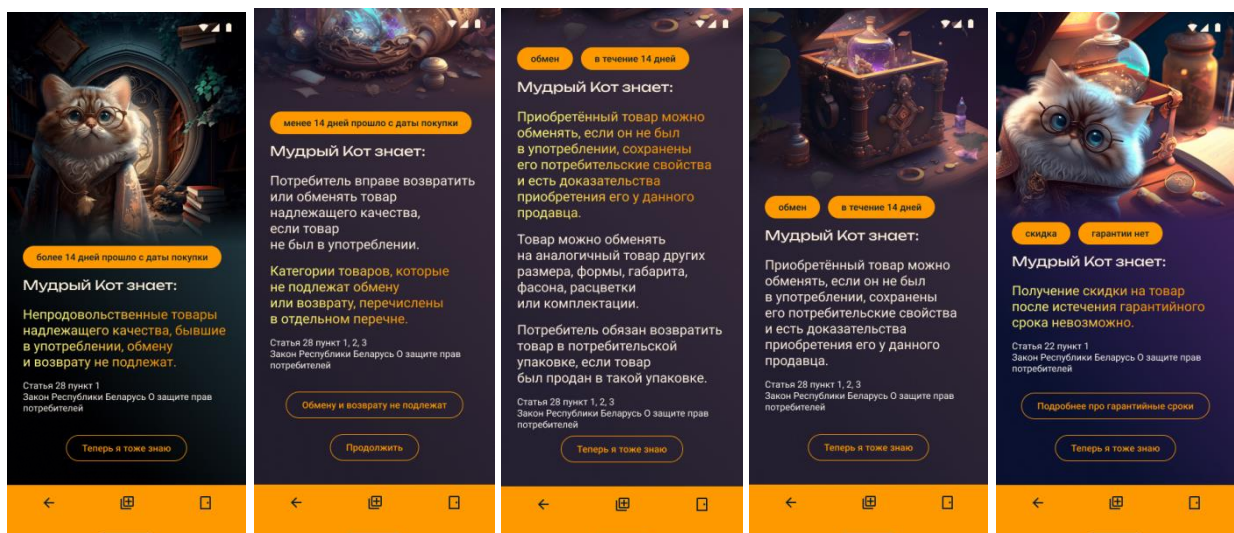 более 14 дней прошло с даты покупки
Мудрый Кот знает:
Непродовольственные товары
надлежащего качества, бывшие
в употреблении, обмену
и возврату не подлежат.
Статья 28 пункт 1
Закон Республики Беларусь О защите прав
потребителей
Теперь я тоже знаю
менее 14 дней прошло с даты покупки
Мудрый Кот знает:
Потребитель вправе возвратить
или обменять товар
надлежащего качества,
если товар
не был в употреблении.
Категории товаров, которые
не подлежат обмену
или возврату, перечислены
в отдельном перечне.
Статья 28 пункт 1, 2, 3
Закон Республики Беларусь О защите прав
потребителей
Обмену и возврату не подлежат
Продолжить
обмен
в течение 14 дней
Мудрый Кот знает:
Приобретённый товар можно
обменять, если он не был
в употреблении, сохранены
его потребительские свойства
и есть доказательства
приобретения его у данного
продавца.
Товар можно обменять
на аналогичный товар других
размера, формы, габарита,
фасона, расцветки
или комплектации.
Потребитель обязан возвратить
товар в потребительской
упаковке, если товар
был продан в такой упаковке.
Статья 28 пункт 1, 2, 3
Закон Республики Беларусь О защите прав
потребителей
Теперь я тоже знаю
обмен
в течение 14 дней
Мудрый Кот знает:
Приобретённый товар можно
обменять, если он не был
в употреблении, сохранены
его потребительские свойства
и есть доказательства
приобретения его у данного
продавца.
Статья 28 пункт 1, 2, 3
Закон Республики Беларусь О защите прав
потребителей
Теперь я тоже знаю
скидка
гарантии нет
Мудрый Кот знает:
Получение скидки на товар
после истечения гарантийного
срока невозможно.
Статья 22 пункт 1
Закон Республики Беларусь О защите прав
потребителей
Подробнее про гарантийные сроки
Теперь я тоже знаю